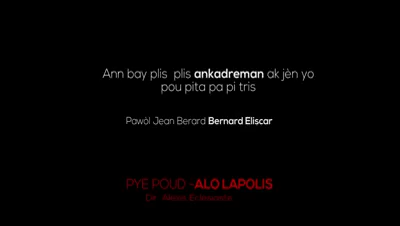 Ann bay plis plis ankadreman ak jèn yo
pou pita pa pi tris
Pawòl Jean Berard Bernard Eliscar
PYE POUD -ALO LAPOLIS